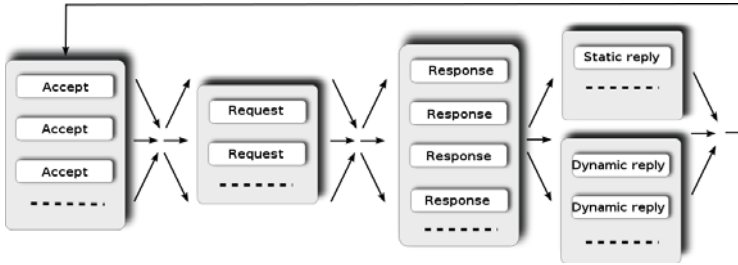 Accept
Accept
Accept
Request
Request
Response
Response
Response
Response
Static reply
Dynamic reply
Dynamic reply